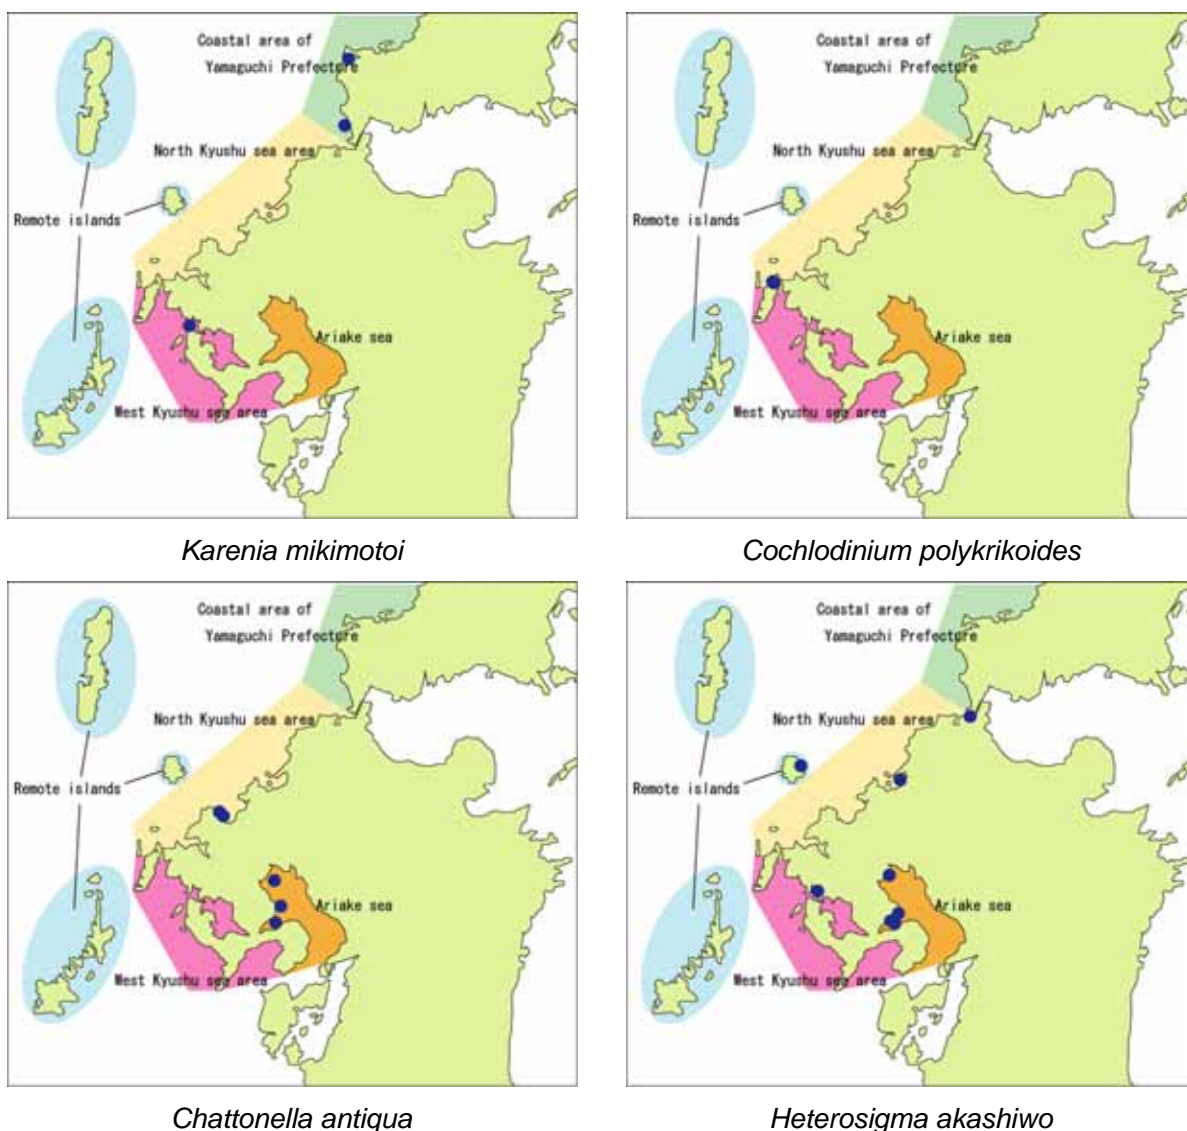 Coastal area of
Yamaguchi Prefecture
North Kyushu sea area
Remote islands
Ariake sea
West Kyushu sea area
Karenia mikimotoi
Coastal area of
Yamaguchi Prefecture
North Kyushu sea area
Remote islands
Ariake sea
West Kyushu sea area
Cochlodinium polykrikoides
Coastal area of
Yamaguchi Prefecture
North Kyushu sea area
Remote islands
Ariake sea
West Kyushu sea area
Chattonella antiqua
Coastal area of
Yamaguchi Prefecture
North Kyushu sea area
Remote islands
Ariake sea
West Kyushu sea area
Heterosigma akashiwo